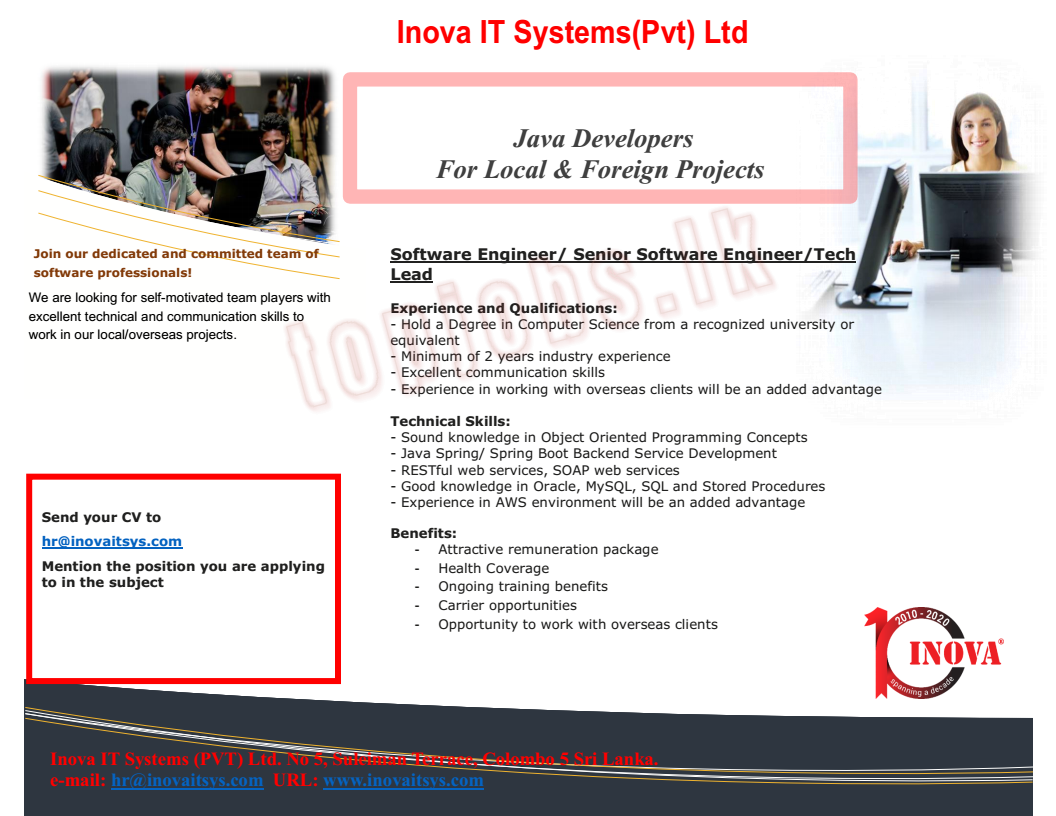 Inova IT Systems(Pvt) Ltd
Java Developers
For Local & Foreign Projects
Join our dedicated and committed team of
software professionals!
We are looking for self-motivated team players with
excellent technical and communication skills to
work in our local/overseas projects.
Software Engineer/ Senior Software Engineer/Tech
Lead
Experience and Qualifications:
- Hold a Degree in Computer Science from a recognized university or
equivalent
- Minimum of 2 years industry experience
- Excellent communication skills
- Experience in working with overseas clients will be an added advantage
Technical Skills:
- Sound knowledge in Object Oriented Programming Concepts
- Java Spring/ Spring Boot Backend Service Development
- RESTful web services, SOAP web services
- Good knowledge in Oracle, MySQL, SQL and Stored Procedures
- Experience in AWS environment will be an added advantage
Benefits:
- Attractive remuneration package
- Health Coverage
- Ongoing training benefits
- Carrier opportunities
- Opportunity to work with overseas clients
topjobs.lk
Send your CV to
hr@inovaitsys.com
Mention the position you are applying
to in the subject
2010 - 2020
INOVA®
spanning a decade
Inova IT Systems (PVT) Ltd. No 5, Suleiman Terrace, Colombo 5 Sri Lanka.
e-mail: hr@inovaitsys.com URL: www.inovaitsys.com